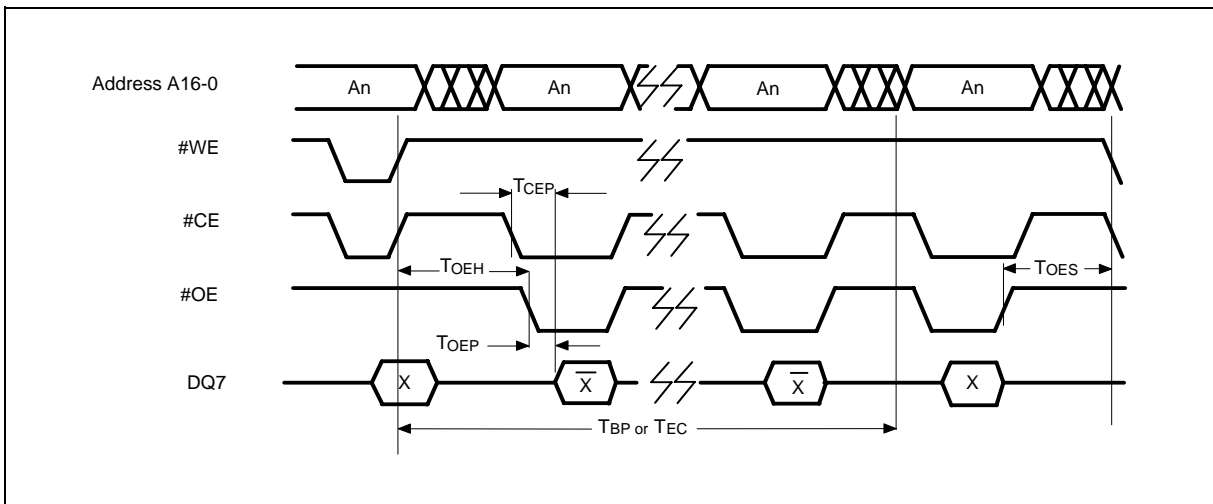 Address A16-0
An An An An
#WE
TCEP
#CE
TOEH TOES
#OE
TOEP
DQ7
X X̅ X̅ X
TBP or TEC